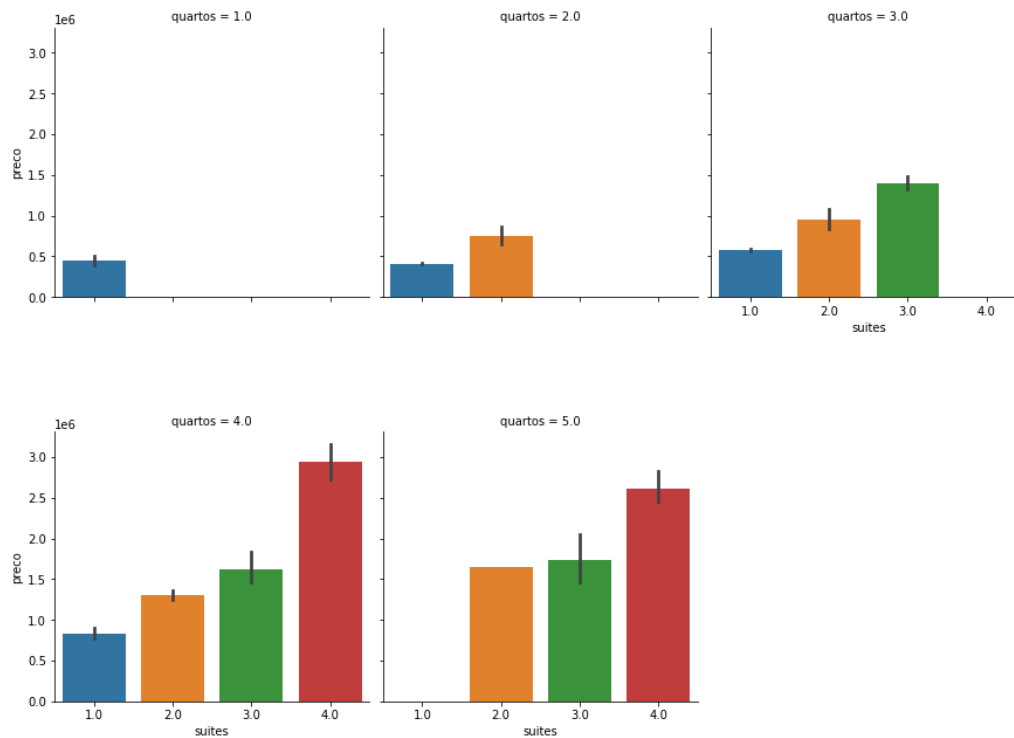 quartos = 1.0
quartos = 2.0
quartos = 3.0
1e6
3.0
2.5
2.0
1.5
1.0
0.5
0.0
preco
1.0 2.0 3.0 4.0
suites
quartos = 4.0
quartos = 5.0
1e6
3.0
2.5
2.0
1.5
1.0
0.5
0.0
preco
1.0 2.0 3.0 4.0
suites
1.0 2.0 3.0 4.0
suites